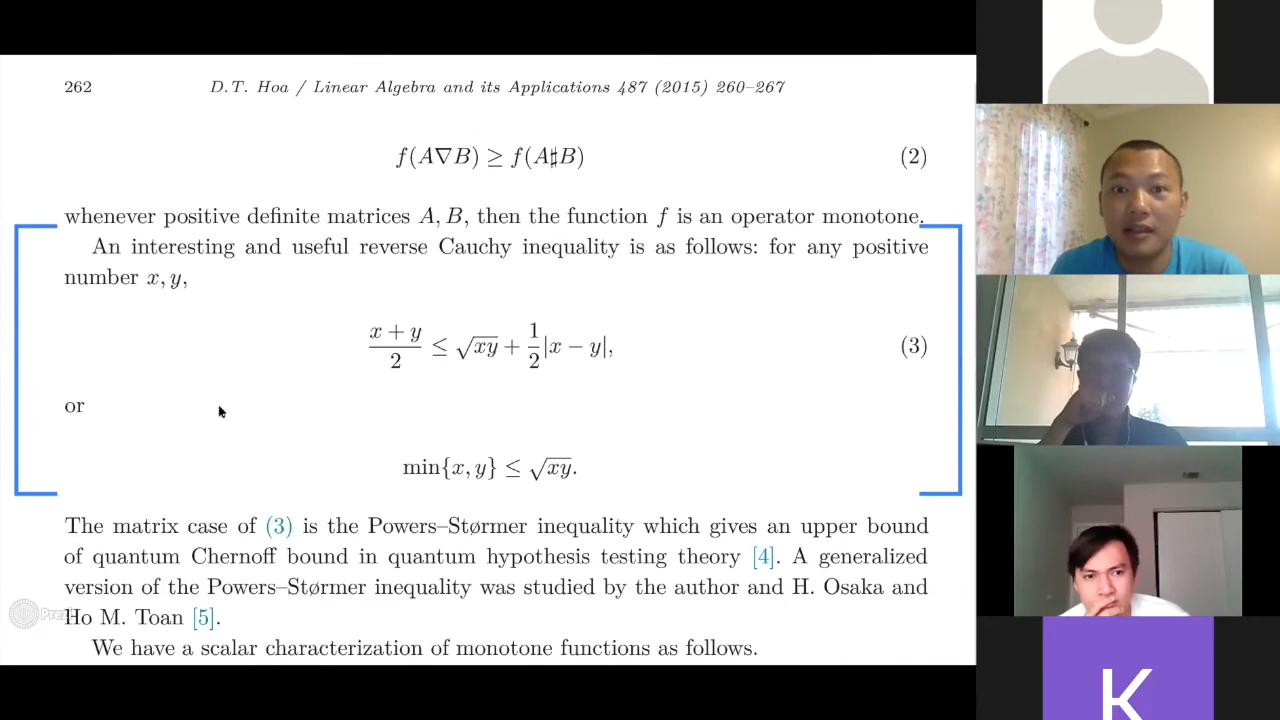 262
D.T. Hoa / Linear Algebra and its Applications 487 (2015) 260–267
f(A∇B) ≥ f(A♯B) (2)
whenever positive definite matrices A, B, then the function f is an operator monotone.
An interesting and useful reverse Cauchy inequality is as follows: for any positive
number x, y,
(x + y)/2 ≤ √xy + 1/2|x − y|, (3)
or
min{x, y} ≤ √xy.
The matrix case of (3) is the Powers–Størmer inequality which gives an upper bound
of quantum Chernoff bound in quantum hypothesis testing theory [4]. A generalized
version of the Powers–Størmer inequality was studied by the author and H. Osaka and
Ho M. Toan [5].
We have a scalar characterization of monotone functions as follows.
K